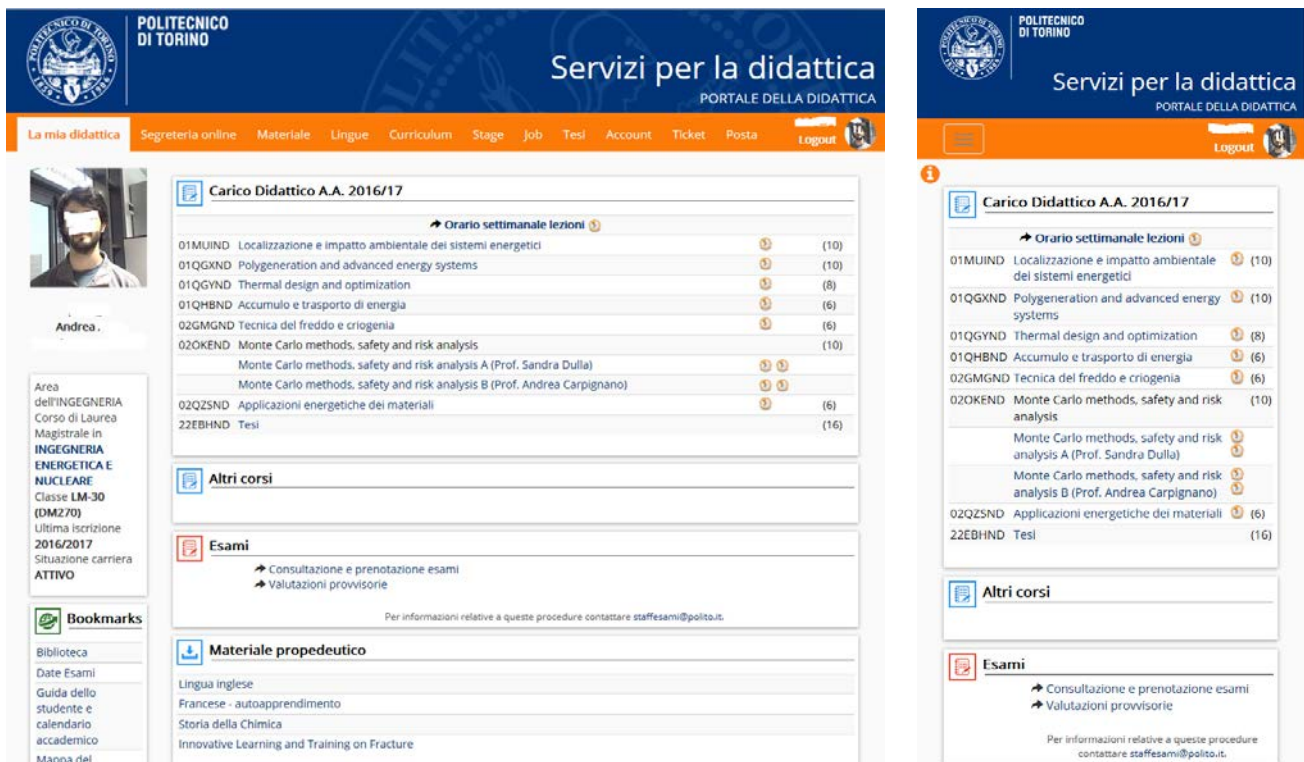 POLITECNICO
DI TORINO
Servizi per la didattica
PORTALE DELLA DIDATTICA
La mia didattica Segreteria online Materiale Lingue Curriculum Stage Job Tesi Account Ticket Posta Logout
Andrea .
Area
dell'INGEGNERIA
Corso di Laurea
Magistrale in
INGEGNERIA
ENERGETICA E
NUCLEARE
Classe LM-30
(DM270)
Ultima iscrizione
2016/2017
Situazione carriera
ATTIVO
Bookmarks
Biblioteca
Date Esami
Guida dello
studente e
calendario
accademico
Mappa del
Carico Didattico A.A. 2016/17
Orario settimanale lezioni
01MUIND Localizzazione e impatto ambientale dei sistemi energetici (10)
01QGXND Polygeneration and advanced energy systems (10)
01QGYND Thermal design and optimization (8)
01QHBND Accumulo e trasporto di energia (6)
02GMGND Tecnica del freddo e criogenia (6)
02OKEND Monte Carlo methods, safety and risk analysis (10)
Monte Carlo methods, safety and risk analysis A (Prof. Sandra Dulla)
Monte Carlo methods, safety and risk analysis B (Prof. Andrea Carpignano)
02QZSND Applicazioni energetiche dei materiali (6)
22EBHND Tesi (16)
Altri corsi
Esami
Consultazione e prenotazione esami
Valutazioni provvisorie
Per informazioni relative a queste procedure contattare staffesami@polito.it.
Materiale propedeutico
Lingua inglese
Francese - autoapprendimento
Storia della Chimica
Innovative Learning and Training on Fracture
POLITECNICO
DI TORINO
Servizi per la didattica
PORTALE DELLA DIDATTICA
Logout
Carico Didattico A.A. 2016/17
Orario settimanale lezioni
01MUIND Localizzazione e impatto ambientale (10)
dei sistemi energetici
01QGXND Polygeneration and advanced energy (10)
systems
01QGYND Thermal design and optimization (8)
01QHBND Accumulo e trasporto di energia (6)
02GMGND Tecnica del freddo e criogenia (6)
02OKEND Monte Carlo methods, safety and risk (10)
analysis
Monte Carlo methods, safety and risk
analysis A (Prof. Sandra Dulla)
Monte Carlo methods, safety and risk
analysis B (Prof. Andrea Carpignano)
02QZSND Applicazioni energetiche dei materiali (6)
22EBHND Tesi (16)
Altri corsi
Esami
Consultazione e prenotazione esami
Valutazioni provvisorie
Per informazioni relative a queste procedure
contattare staffesami@polito.it.